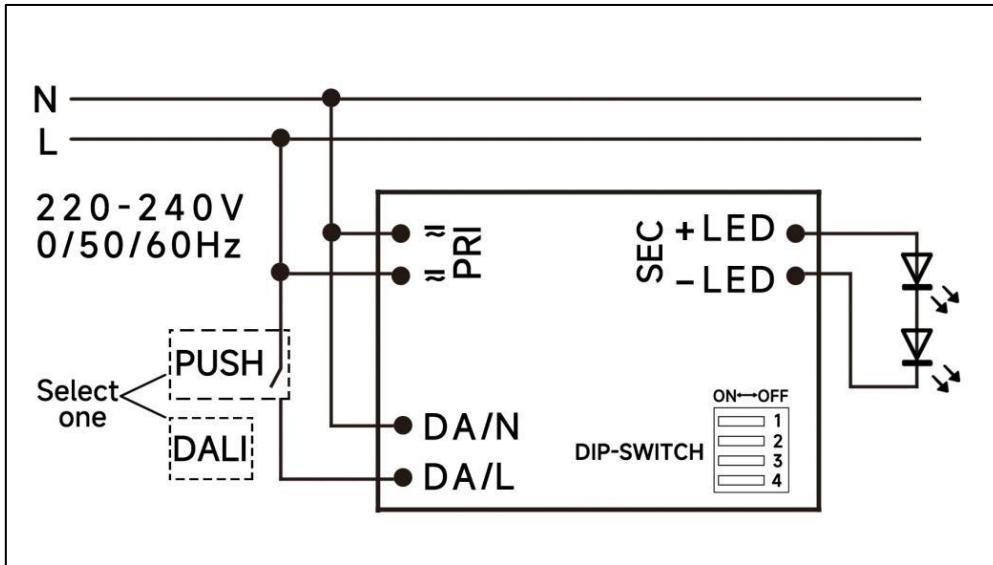 N
L
220-240V
0/50/60Hz
PUSH
Select
one
DALI
≂ PRI
≂
SEC
+LED
-LED
DA/N
DA/L
ON↔OFF
DIP-SWITCH
1
2
3
4